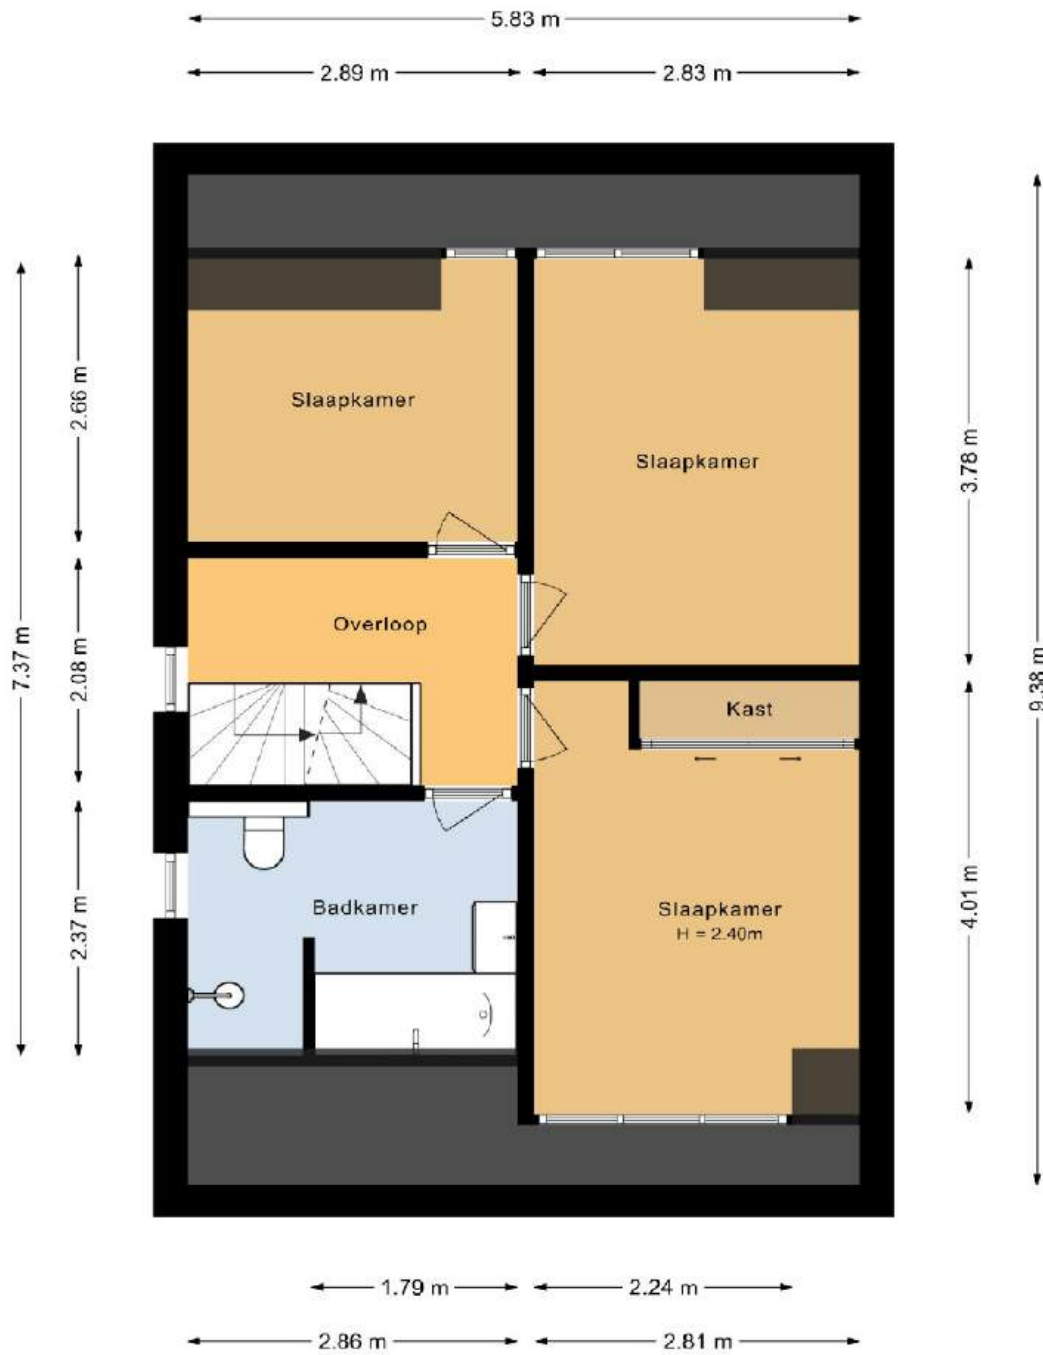 5.83 m
2.89 m
2.83 m
Slaapkamer
2.66 m
Slaapkamer
3.78 m
Overloop
7.37 m
2.08 m
9.38 m
Kast
Badkamer
Slaapkamer
H = 2.40m
2.37 m
4.01 m
1.79 m
2.24 m
2.86 m
2.81 m